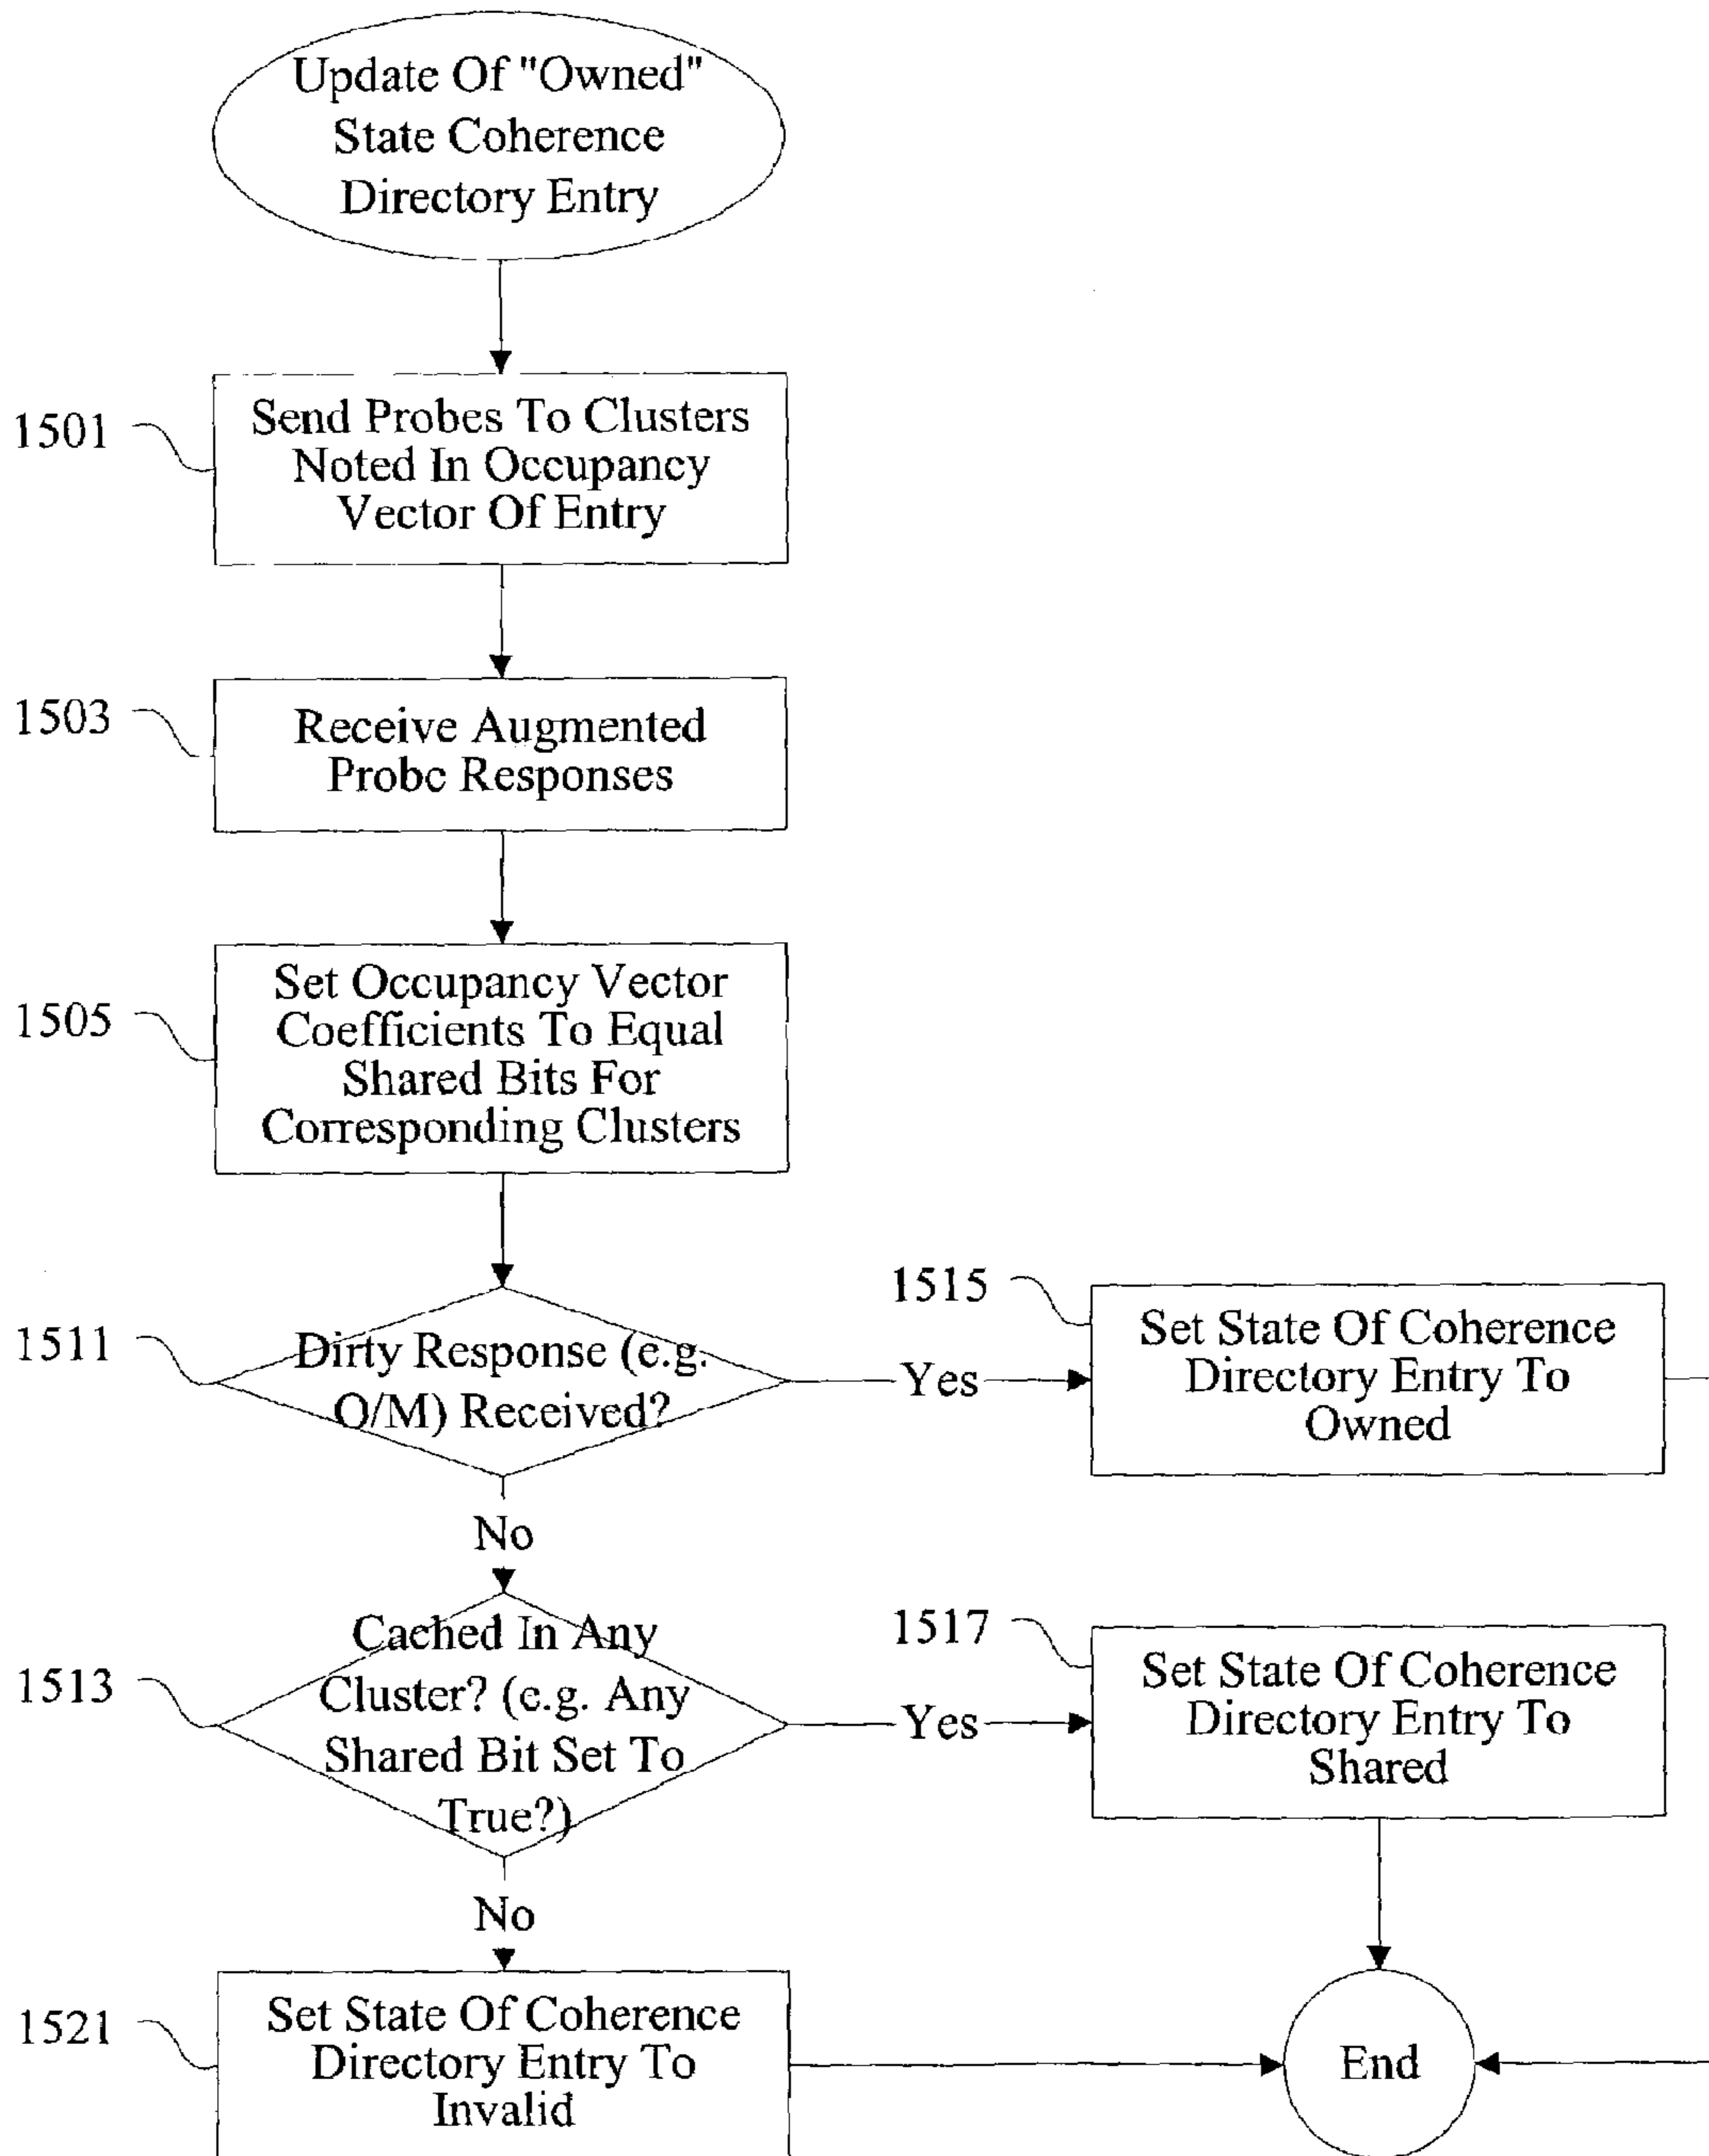 Update Of "Owned"
State Coherence
Directory Entry
1501
Send Probes To Clusters
Noted In Occupancy
Vector Of Entry
1503
Receive Augmented
Probe Responses
1505
Set Occupancy Vector
Coefficients To Equal
Shared Bits For
Corresponding Clusters
1511
Dirty Response (e.g.
O/M) Received?
Yes
1515
Set State Of Coherence
Directory Entry To
Owned
No
1513
Cached In Any
Cluster? (e.g. Any
Shared Bit Set To
True?)
Yes
1517
Set State Of Coherence
Directory Entry To
Shared
No
1521
Set State Of Coherence
Directory Entry To
Invalid
End